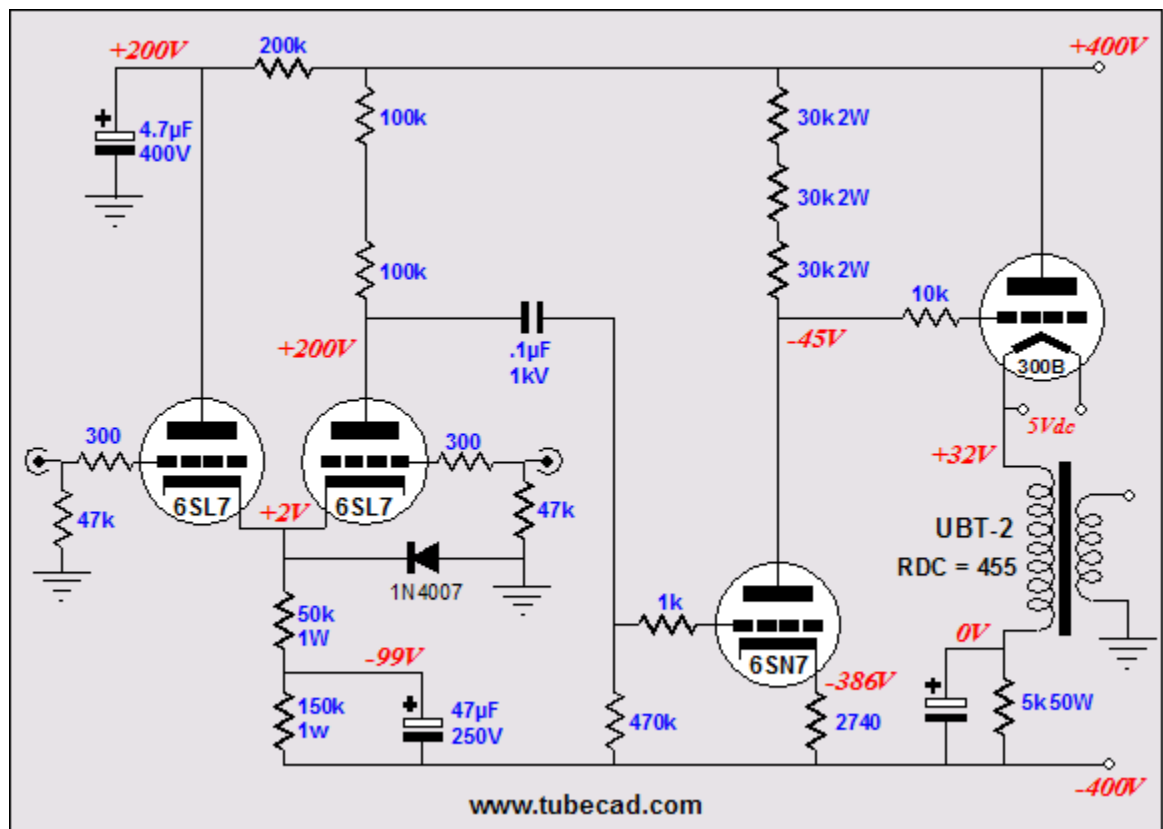 +200V
200k
+400V
4.7µF
400V
100k
30k 2W
30k 2W
100k
30k 2W
10k
+200V
.1µF
1kV
-45V
300B
5Vdc
300
300
+32V
6SL7
6SL7
47k
+2V
47k
UBT-2
RDC = 455
1N4007
50k
1W
1k
6SN7
0V
-99V
-386V
150k
1w
47µF
250V
470k
2740
5k 50W
-400V
www.tubecad.com